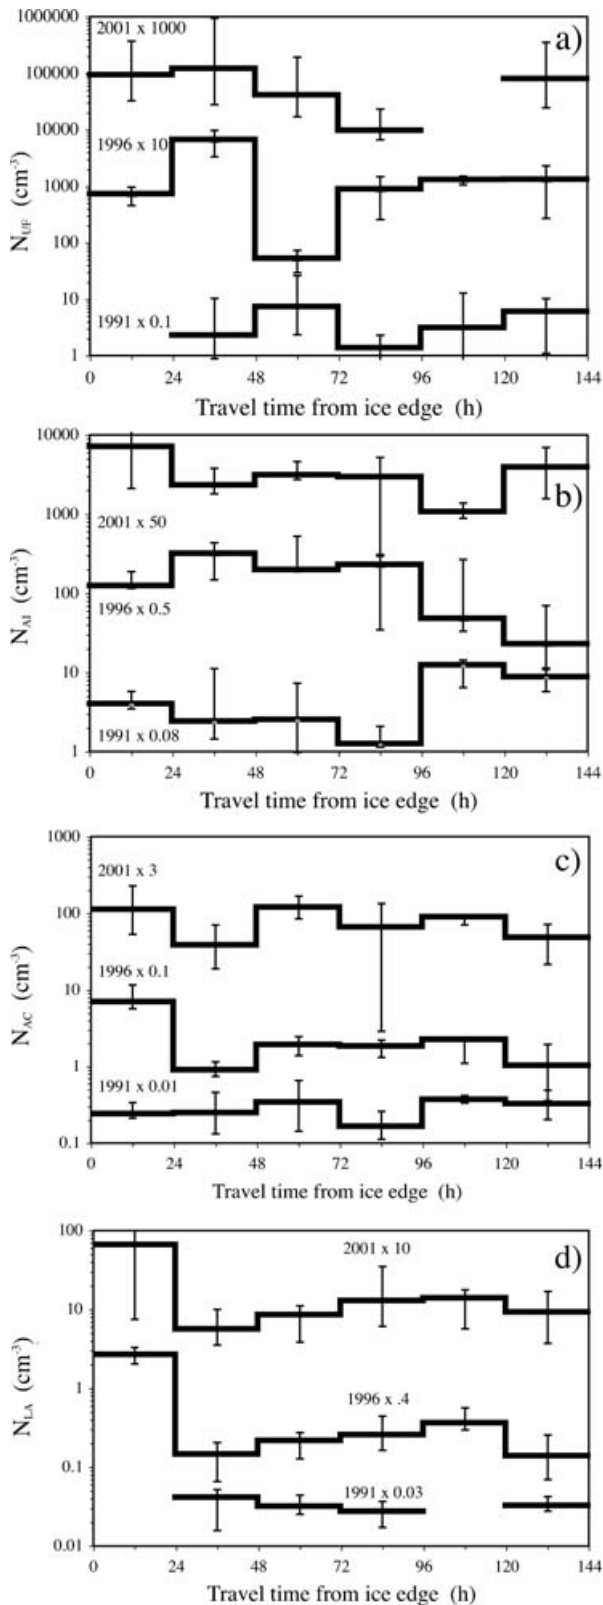 1000000
2001 x 1000
a)
100000
10000
1996 x 10
1000
100
10
1991 x 0.1
1
N_UF (cm⁻³)
0 24 48 72 96 120 144
Travel time from ice edge (h)
10000
b)
1000
2001 x 50
100
1996 x 0.5
10
1991 x 0.08
1
N_AI (cm⁻³)
0 24 48 72 96 120 144
Travel time from ice edge (h)
1000
c)
2001 x 3
100
1996 x 0.1
10
1
1991 x 0.01
0.1
N_AC (cm⁻³)
0 24 48 72 96 120 144
Travel time from ice edge (h)
100
2001 x 10
d)
10
1
1996 x .4
0.1
1991 x 0.03
0.01
N_LA (cm⁻³)
0 24 48 72 96 120 144
Travel time from ice edge (h)